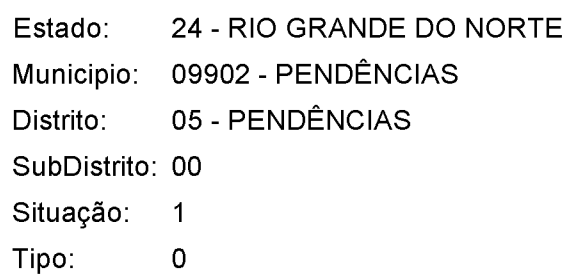 Estado: 24 - RIO GRANDE DO NORTE
Municipio: 09902 - PENDÊNCIAS
Distrito: 05 - PENDÊNCIAS
SubDistrito: 00
Situação: 1
Tipo: 0